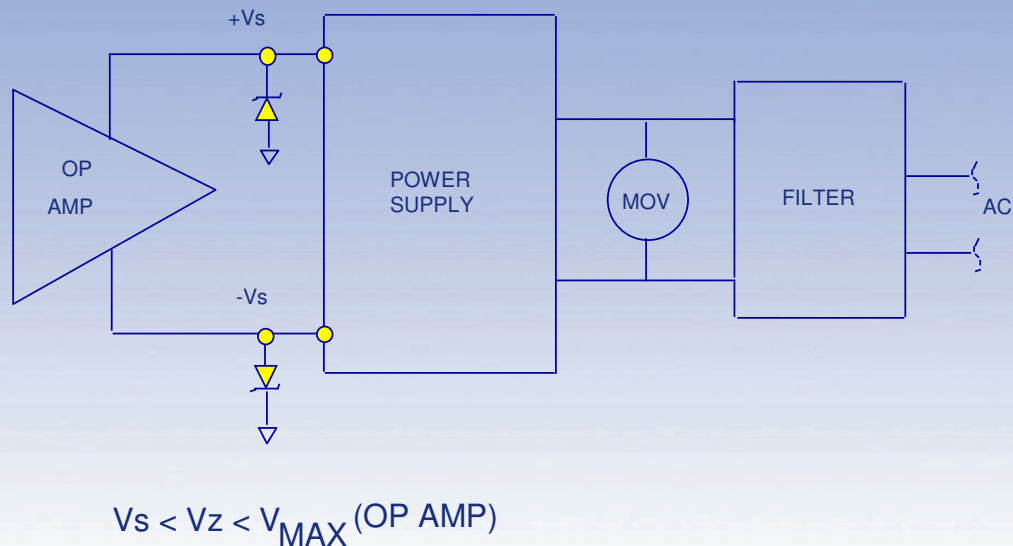 +Vs
OP
AMP
POWER
SUPPLY
MOV
FILTER
AC
-Vs
Vs < Vz < VMAX (OP AMP)